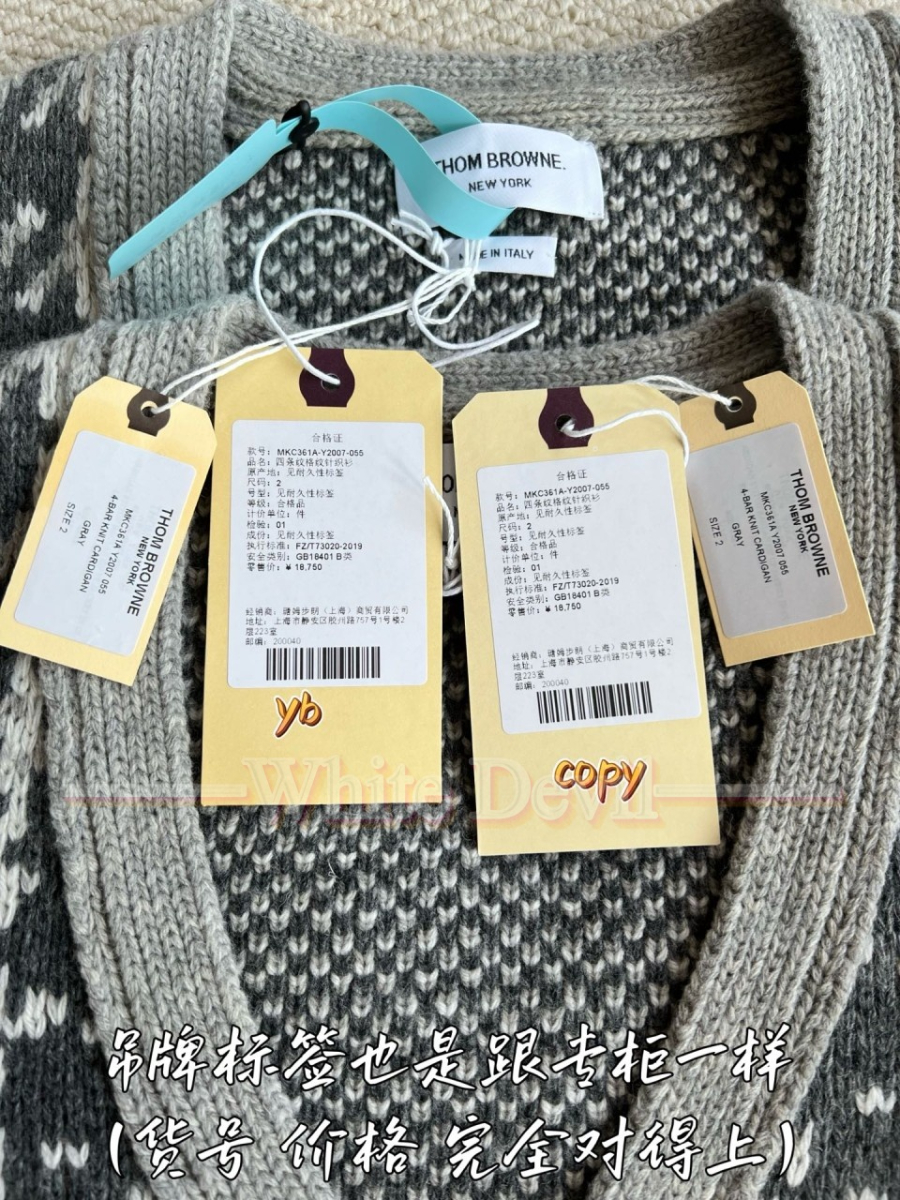 THOM BROWNE.
NEW YORK
E IN ITALY
THOM BROWNE
NEW YORK
MKC361A Y2007 055
4-BAR KNIT CARDIGAN
GRAY
SIZE 2
合格证
款号：MKC361A-Y2007-055
品名：四条纹格纹针织衫
原产地：见耐久性标签
尺码：2
号型：见耐久性标签
等级：合格品
计价单位：件
检验：01
成份：见耐久性标签
执行标准：FZ/T73020-2019
安全类别：GB18401 B类
零售价：¥ 18,750
经销商：
姆步朗（上海）商贸有限公司
地址：上海市静安区胶州路757号1号楼2
层223室
邮编：200040
yb
合格证
款号：MKC361A-Y2007-055
品名：四条纹格纹针织衫
原产地：见耐久性标签
尺码：2
号型：见耐久性标签
等级：合格品
计价单位：件
检验：01
成份：见耐久性标签
执行标准：FZ/T73020-2019
安全类别：GB18401 B类
零售价：¥ 18,750
经销商：
姆步朗（上海）商贸有限公司
地址：上海市静安区胶州路757号1号楼2
层223室
邮编：200040
copy
THOM BROWNE
NEW YORK
MKC361A Y2007 055
4-BAR KNIT CARDIGAN
GRAY
SIZE 2
White Devil
吊牌标签也是跟专柜一样
(货号 价格 完全对得上)